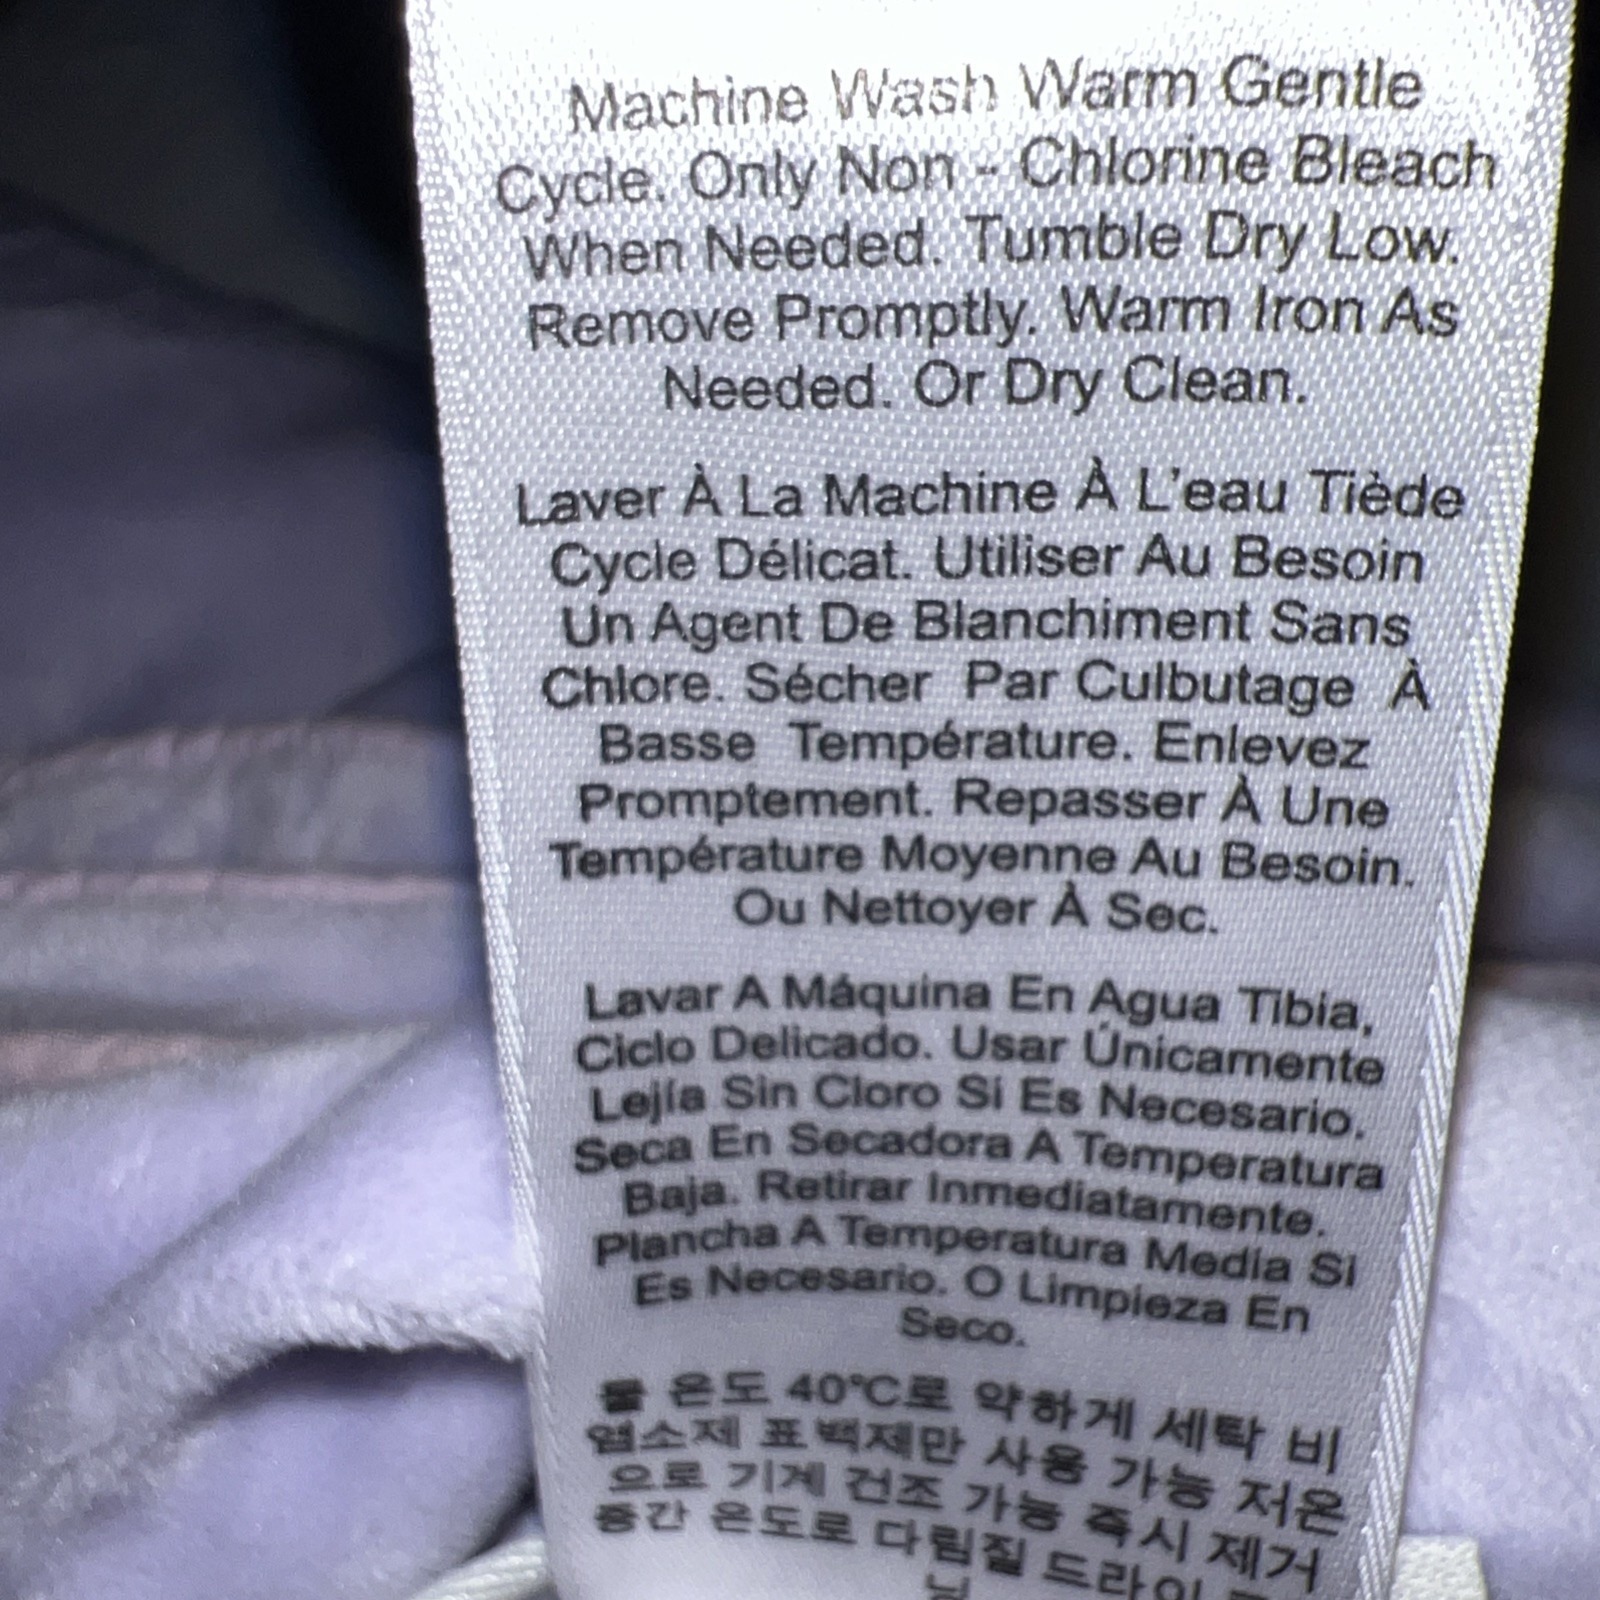 Machine Wash Warm Gentle
Cycle. Only Non - Chlorine Bleach
When Needed. Tumble Dry Low.
Remove Promptly. Warm Iron As
Needed. Or Dry Clean.
Laver À La Machine À L'eau Tiède
Cycle Délicat. Utiliser Au Besoin
Un Agent De Blanchiment Sans
Chlore. Sécher Par Culbutage À
Basse Température. Enlevez
Promptement. Repasser À Une
Température Moyenne Au Besoin.
Ou Nettoyer À Sec.
Lavar A Máquina En Agua Tibia,
Ciclo Delicado. Usar Únicamente
Lejía Sin Cloro Si Es Necesario.
Seca En Secadora A Temperatura
Baja. Retirar Inmediatamente.
Plancha A Temperatura Media Si
Es Necesario. O Limpieza En
Seco.
물 온도 40°C로 약하게 세탁 비
염소제 표백제만 사용 가능 저온
으로 기계 건조 가능 즉시 제거
중간 온도로 다림질 드라이